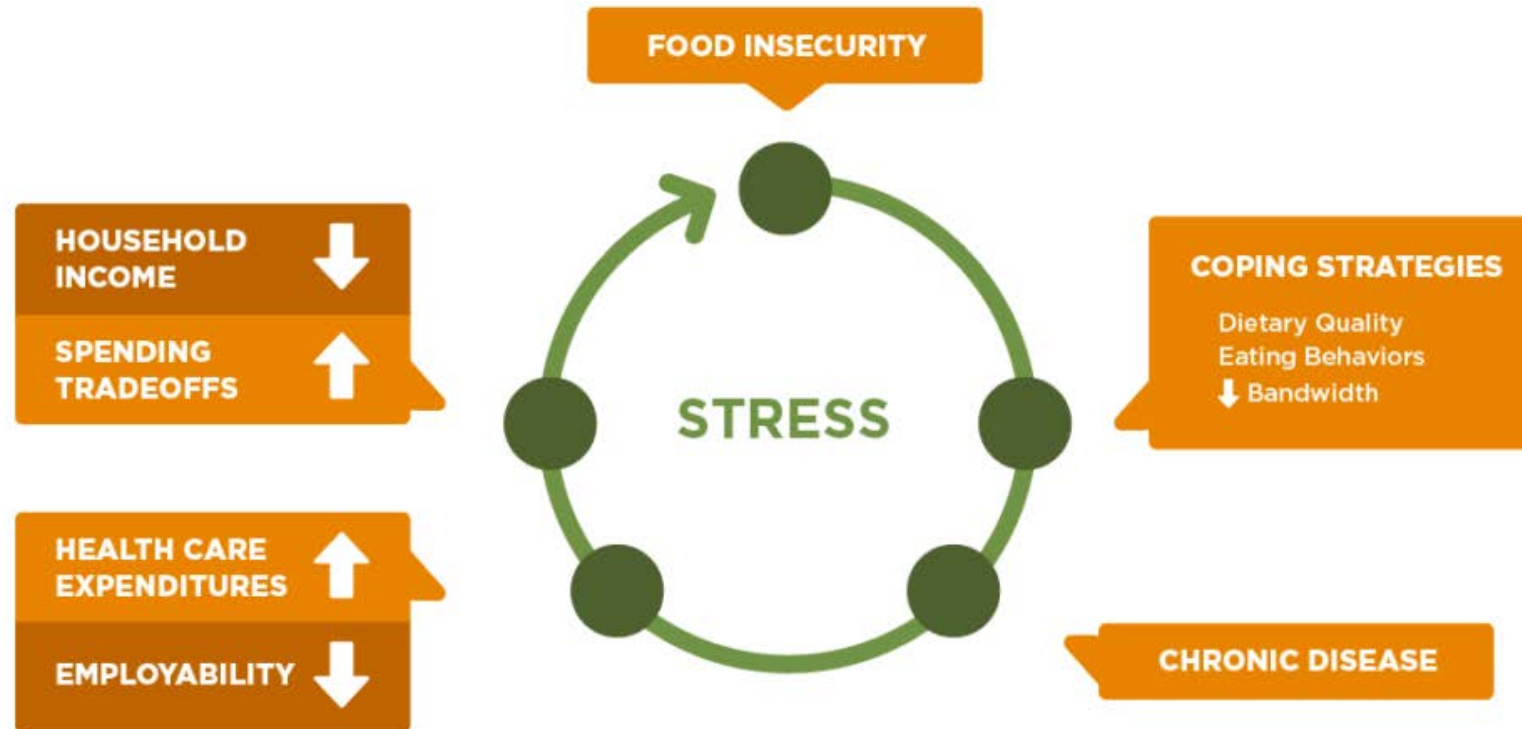 FOOD INSECURITY
HOUSEHOLD
INCOME
SPENDING
TRADEOFFS
STRESS
COPING STRATEGIES
Dietary Quality
Eating Behaviors
Bandwidth
HEALTH CARE
EXPENDITURES
EMPLOYABILITY
CHRONIC DISEASE